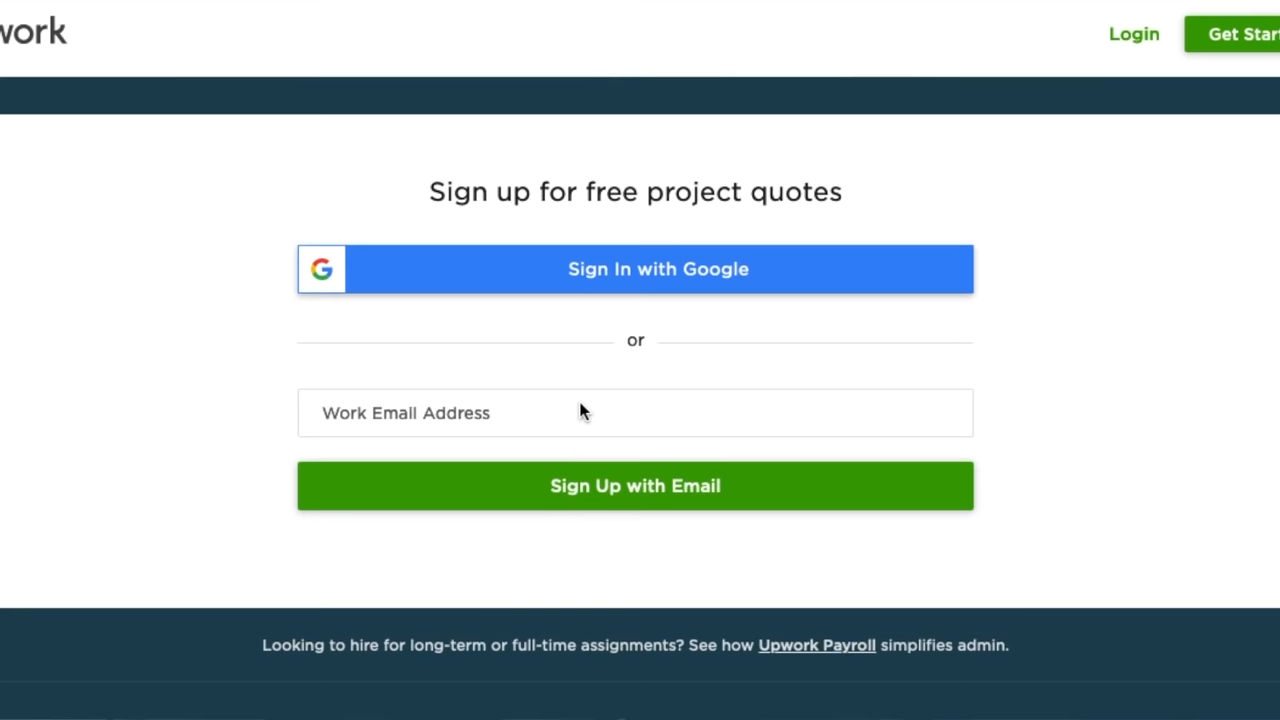 work
Login
Get Start
Sign up for free project quotes
G
Sign In with Google
or
Work Email Address
Sign Up with Email
Looking to hire for long-term or full-time assignments? See how Upwork Payroll simplifies admin.